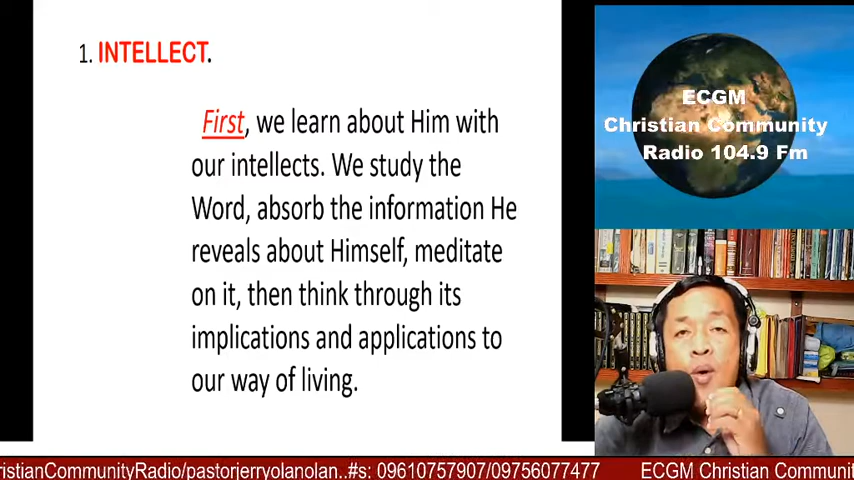 1. INTELLECT.
First, we learn about Him with
our intellects. We study the
Word, absorb the information He
reveals about Himself, meditate
on it, then think through its
implications and applications to
our way of living.
ECGM
Christian Community
Radio 104.9 Fm
ristianCommunityRadio/pastorjerryolanolan..#s: 09610757907/09756077477 ECGM Christian Community